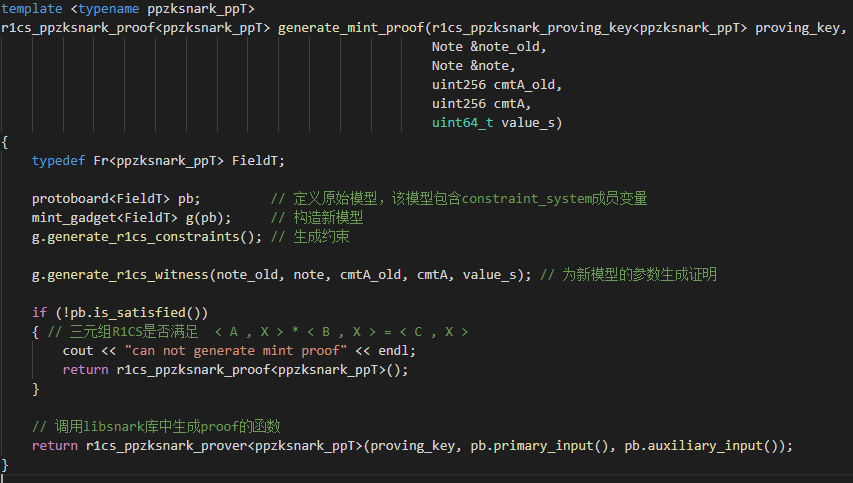 template <typename ppzksnark_ppT>
r1cs_ppzksnark_proof<ppzksnark_ppT> generate_mint_proof(r1cs_ppzksnark_proving_key<ppzksnark_ppT> proving_key,
Note &note_old,
Note &note,
uint256 cmtA_old,
uint256 cmtA,
uint64_t value_s)
{
typedef Fr<ppzksnark_ppT> FieldT;
protoboard<FieldT> pb; // 定义原始模型，该模型包含constraint_system成员变量
mint_gadget<FieldT> g(pb); // 构造新模型
g.generate_r1cs_constraints(); // 生成约束
g.generate_r1cs_witness(note_old, note, cmtA_old, cmtA, value_s); // 为新模型的参数生成证明
if (!pb.is_satisfied())
{ // 三元组R1CS是否满足 < A , X > * < B , X > = < C , X >
cout << "can not generate mint proof" << endl;
return r1cs_ppzksnark_proof<ppzksnark_ppT>();
}
// 调用libsnark库中生成proof的函数
return r1cs_ppzksnark_prover<ppzksnark_ppT>(proving_key, pb.primary_input(), pb.auxiliary_input());
}